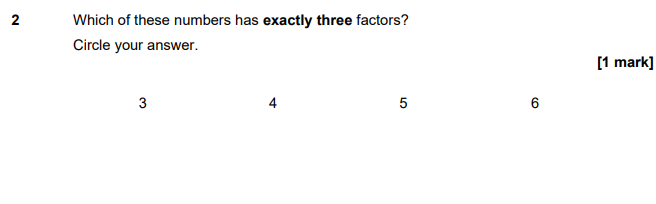 2 Which of these numbers has exactly three factors?
Circle your answer.
[1 mark]
3 4 5 6